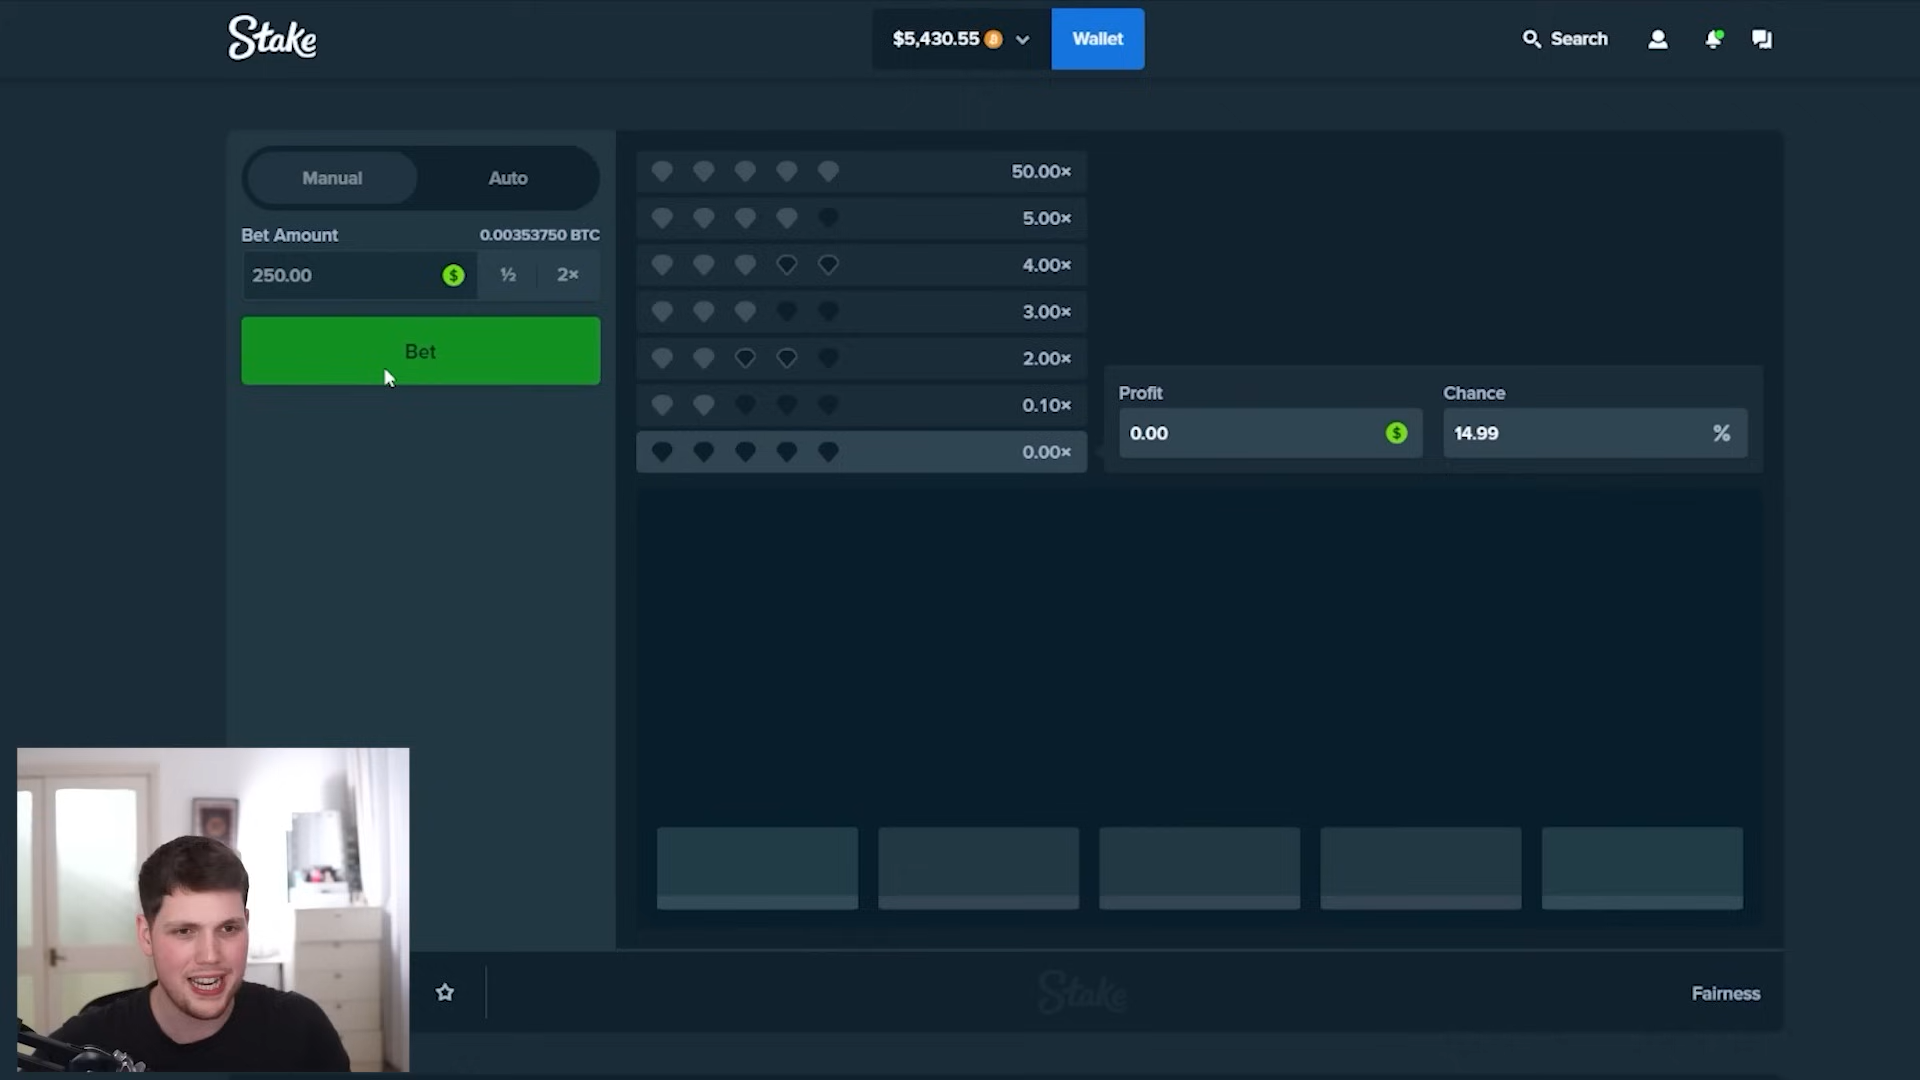 Stake
$5,430.55
Wallet
Search
Manual
Auto
Bet Amount
0.00353750 BTC
250.00
$
½
2×
Bet
50.00×
5.00×
4.00×
3.00×
2.00×
0.10×
0.00×
Profit
Chance
0.00
$
14.99
%
Stake
Fairness